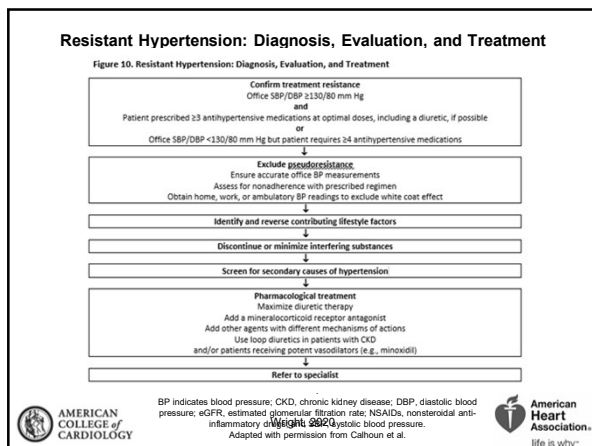 Resistant Hypertension: Diagnosis, Evaluation, and Treatment
Figure 10. Resistant Hypertension: Diagnosis, Evaluation, and Treatment
Confirm treatment resistance
Office SBP/DBP ≥130/80 mm Hg
and
Patient prescribed ≥3 antihypertensive medications at optimal doses, including a diuretic, if possible
or
Office SBP/DBP <130/80 mm Hg but patient requires ≥4 antihypertensive medications
↓
Exclude pseudoresistance
Ensure accurate office BP measurements
Assess for nonadherence with prescribed regimen
Obtain home, work, or ambulatory BP readings to exclude white coat effect
↓
Identify and reverse contributing lifestyle factors
↓
Discontinue or minimize interfering substances
↓
Screen for secondary causes of hypertension
↓
Pharmacological treatment
Maximize diuretic therapy
Add a mineralocorticoid receptor antagonist
Add other agents with different mechanisms of actions
Use loop diuretics in patients with CKD
and/or patients receiving potent vasodilators (e.g., minoxidil)
↓
Refer to specialist
.
BP indicates blood pressure; CKD, chronic kidney disease; DBP, diastolic blood
pressure; eGFR, estimated glomerular filtration rate; NSAIDs, nonsteroidal anti-
inflammatory drugs; and SBP, systolic blood pressure.
Wright, 2020
Adapted with permission from Calhoun et al.
AMERICAN
COLLEGE of
CARDIOLOGY
American
Heart
Association®
life is why™